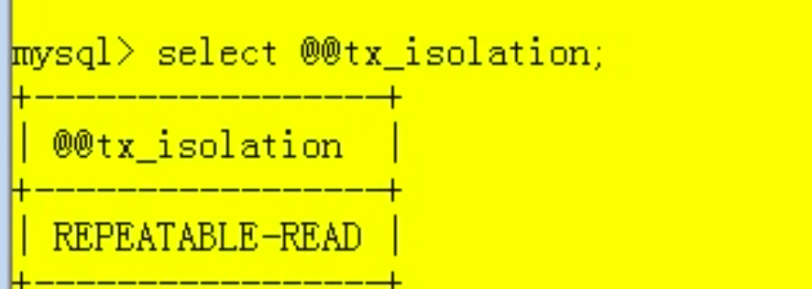 mysql> select @@tx_isolation;
+-----------------+
| @@tx_isolation  |
+-----------------+
| REPEATABLE-READ |
+-----------------+